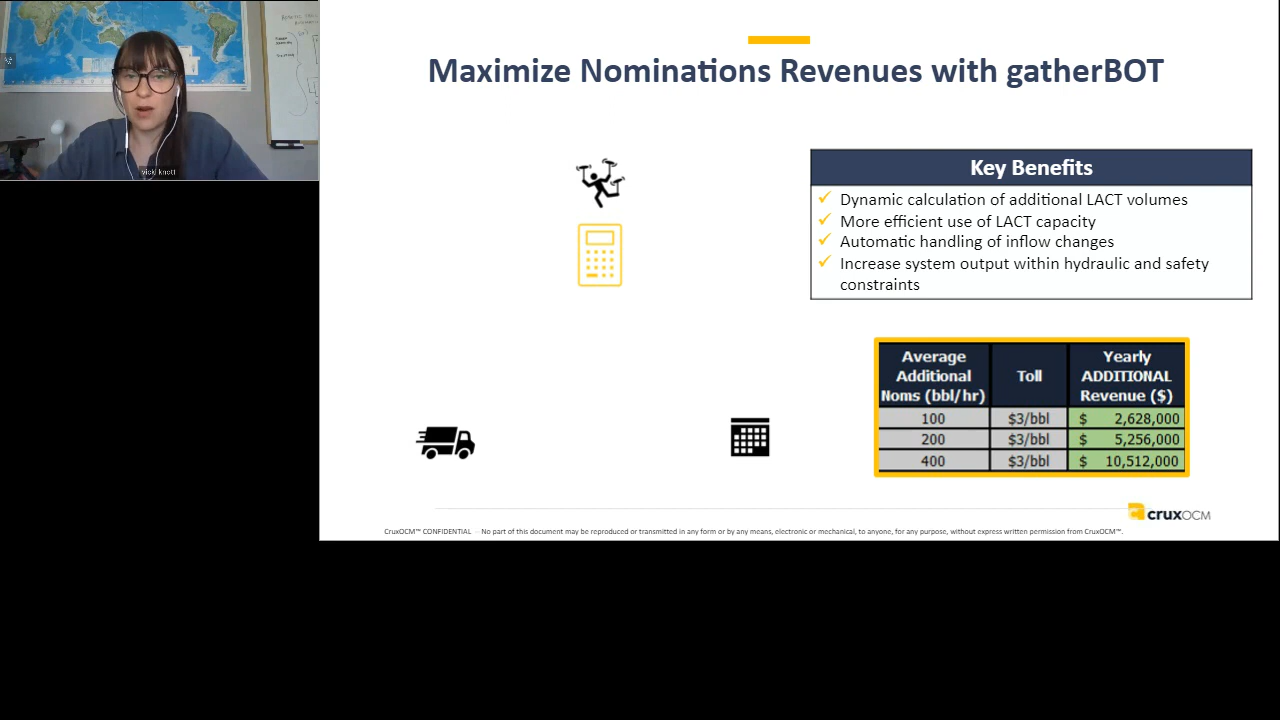 vicki knott
Maximize Nominations Revenues with gatherBOT
Key Benefits
✓ Dynamic calculation of additional LACT volumes
✓ More efficient use of LACT capacity
✓ Automatic handling of inflow changes
✓ Increase system output within hydraulic and safety
constraints
Average Additional Noms (bbl/hr) Toll Yearly ADDITIONAL Revenue ($)
100 $3/bbl $ 2,628,000
200 $3/bbl $ 5,256,000
400 $3/bbl $ 10,512,000
cruxOCM
CruxOCM™ CONFIDENTIAL -- No part of this document may be reproduced or transmitted in any form or by any means, electronic or mechanical, to anyone, for any purpose, without express written permission from CruxOCM™.